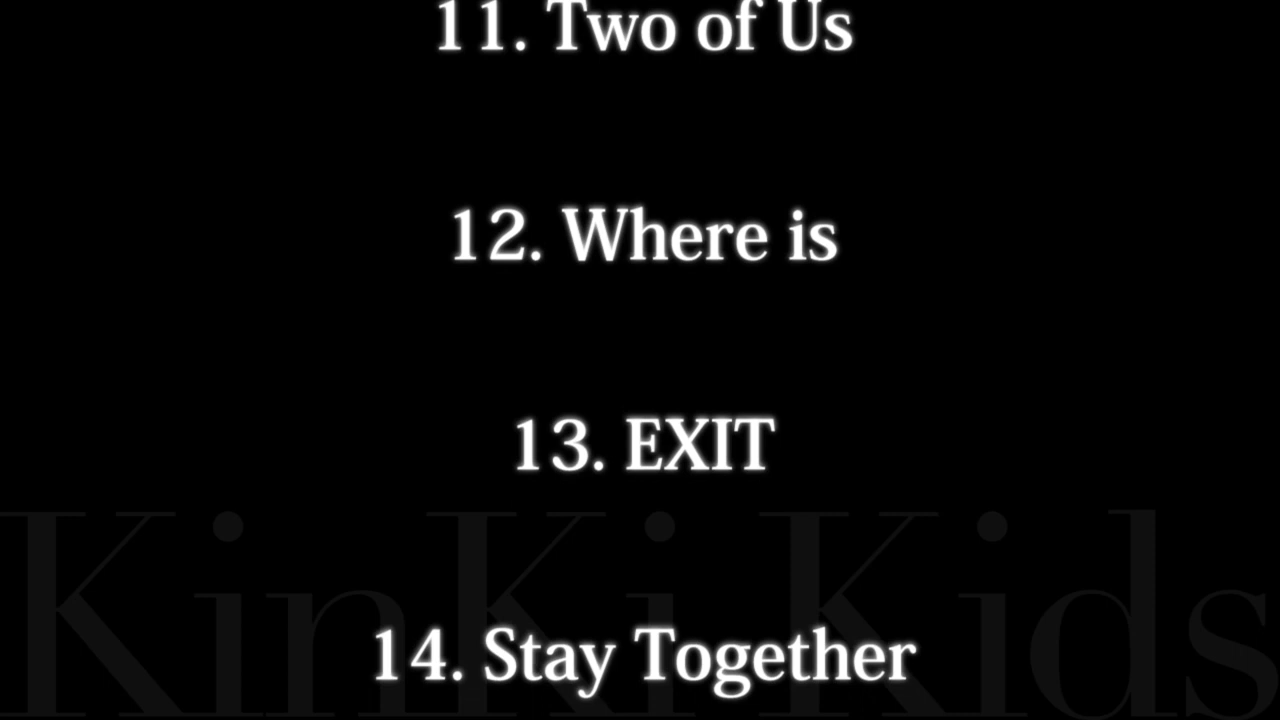 11. Two of Us
12. Where is
13. EXIT
KinKi Kids
14. Stay Together